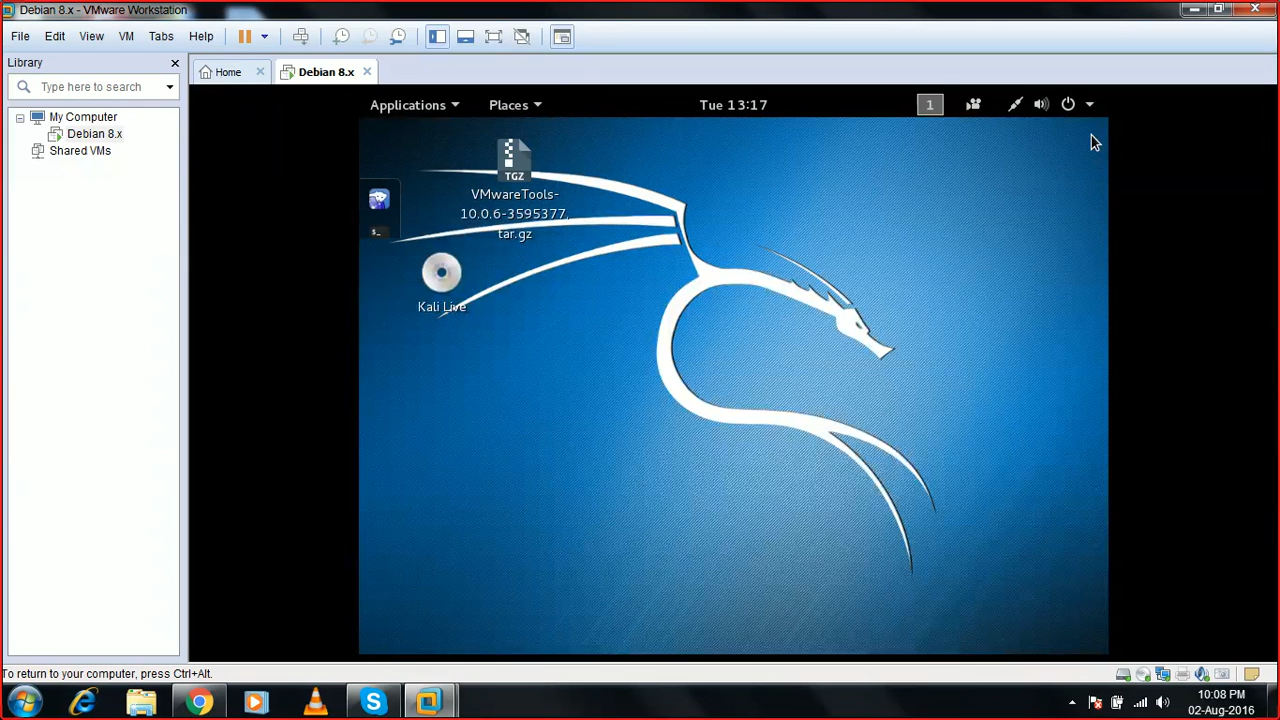 Debian 8.x - VMware Workstation
File Edit View VM Tabs Help
Library
Type here to search
My Computer
Debian 8.x
Shared VMs
Home
Debian 8.x
Applications Places Tue 13:17 1
TGZ
VMwareTools-
10.0.6-3595377.
tar.gz
$_
Kali Live
To return to your computer, press Ctrl+Alt.
10:08 PM
02-Aug-2016